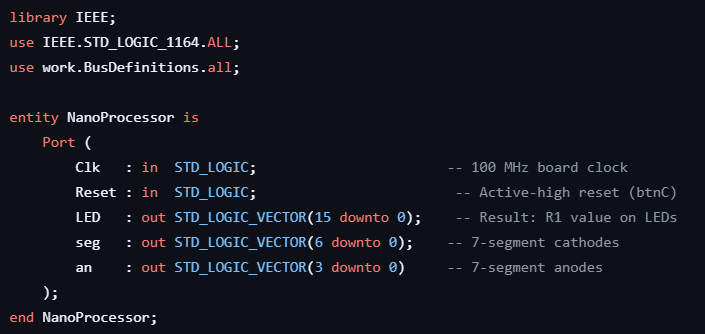 library IEEE;
use IEEE.STD_LOGIC_1164.ALL;
use work.BusDefinitions.all;

entity NanoProcessor is
    Port (
        Clk   : in  STD_LOGIC;                       -- 100 MHz board clock
        Reset : in  STD_LOGIC;                        -- Active-high reset (btnC)
        LED   : out STD_LOGIC_VECTOR(15 downto 0);    -- Result: R1 value on LEDs
        seg   : out STD_LOGIC_VECTOR(6 downto 0);    -- 7-segment cathodes
        an    : out STD_LOGIC_VECTOR(3 downto 0)     -- 7-segment anodes
    );
end NanoProcessor;